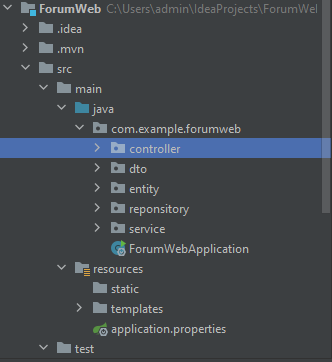 ForumWeb C:\Users\admin\IdeaProjects\ForumWel
.idea
.mvn
src
main
java
com.example.forumweb
controller
dto
entity
reponsitory
service
ForumWebApplication
resources
static
templates
application.properties
test